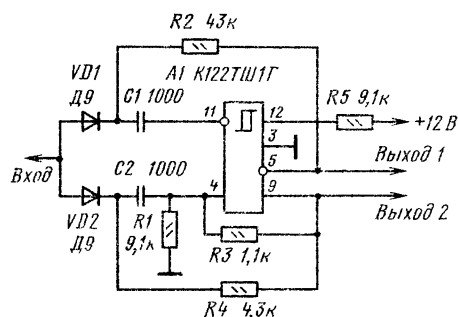 R2 43к
VD1
Д9
A1 К122ТШ1Г
C1 1000
11
12
R5 9,1к
+12 В
3
5
Выход 1
Вход
C2 1000
4
9
Выход 2
VD2
Д9
R1
9,1к
R3 1,1к
R4 4.3к